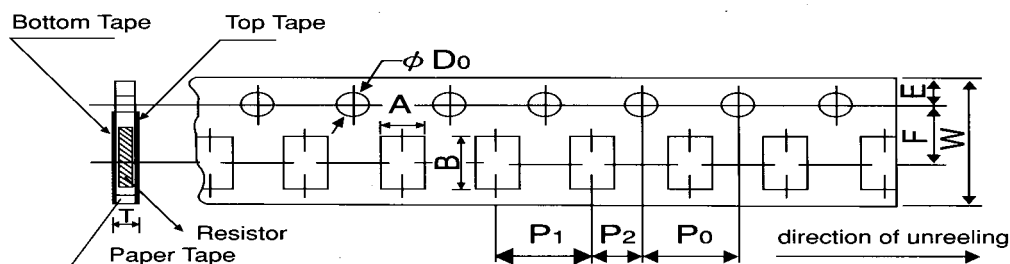 Bottom Tape
Top Tape
ϕ D0
A
B
E
F
W
T
Resistor
Paper Tape
P1
P2
P0
direction of unreeling